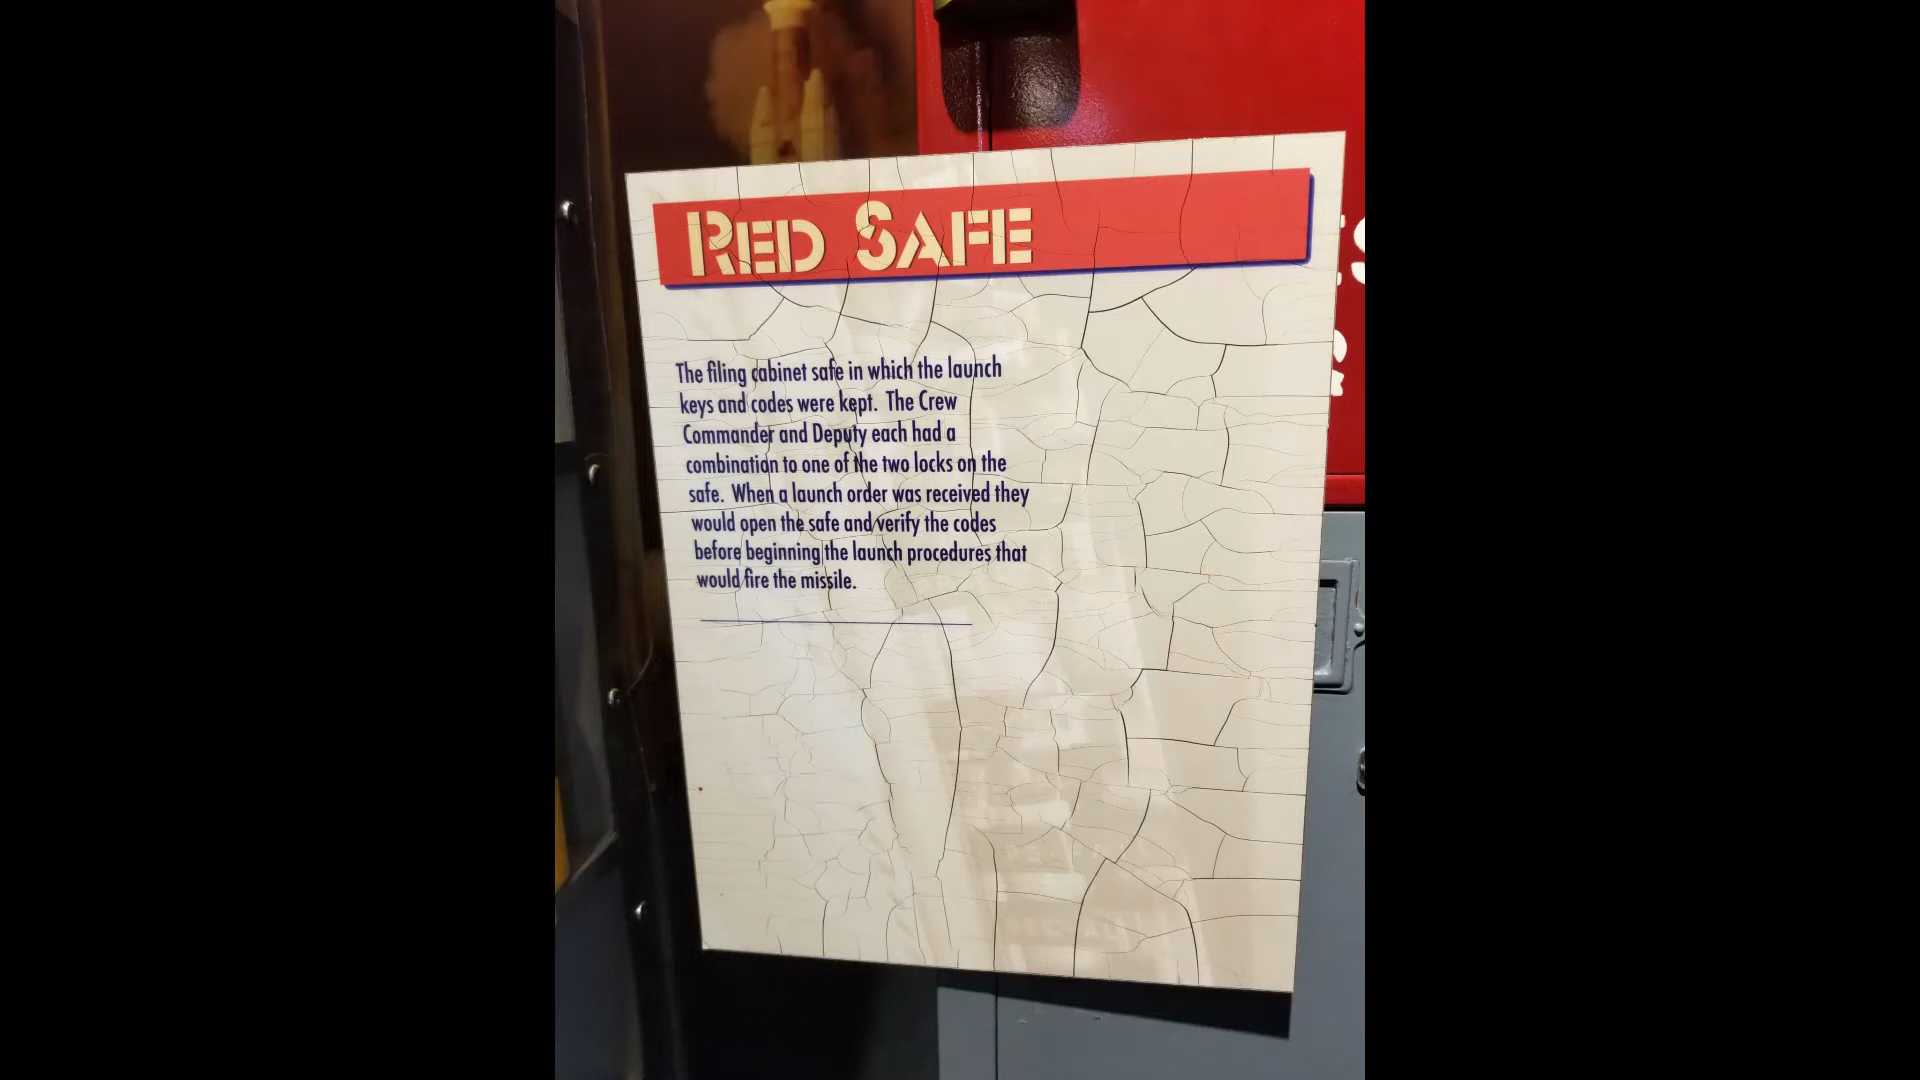 RED SAFE
The filing cabinet safe in which the launch
keys and codes were kept. The Crew
Commander and Deputy each had a
combination to one of the two locks on the
safe. When a launch order was received they
would open the safe and verify the codes
before beginning the launch procedures that
would fire the missile.